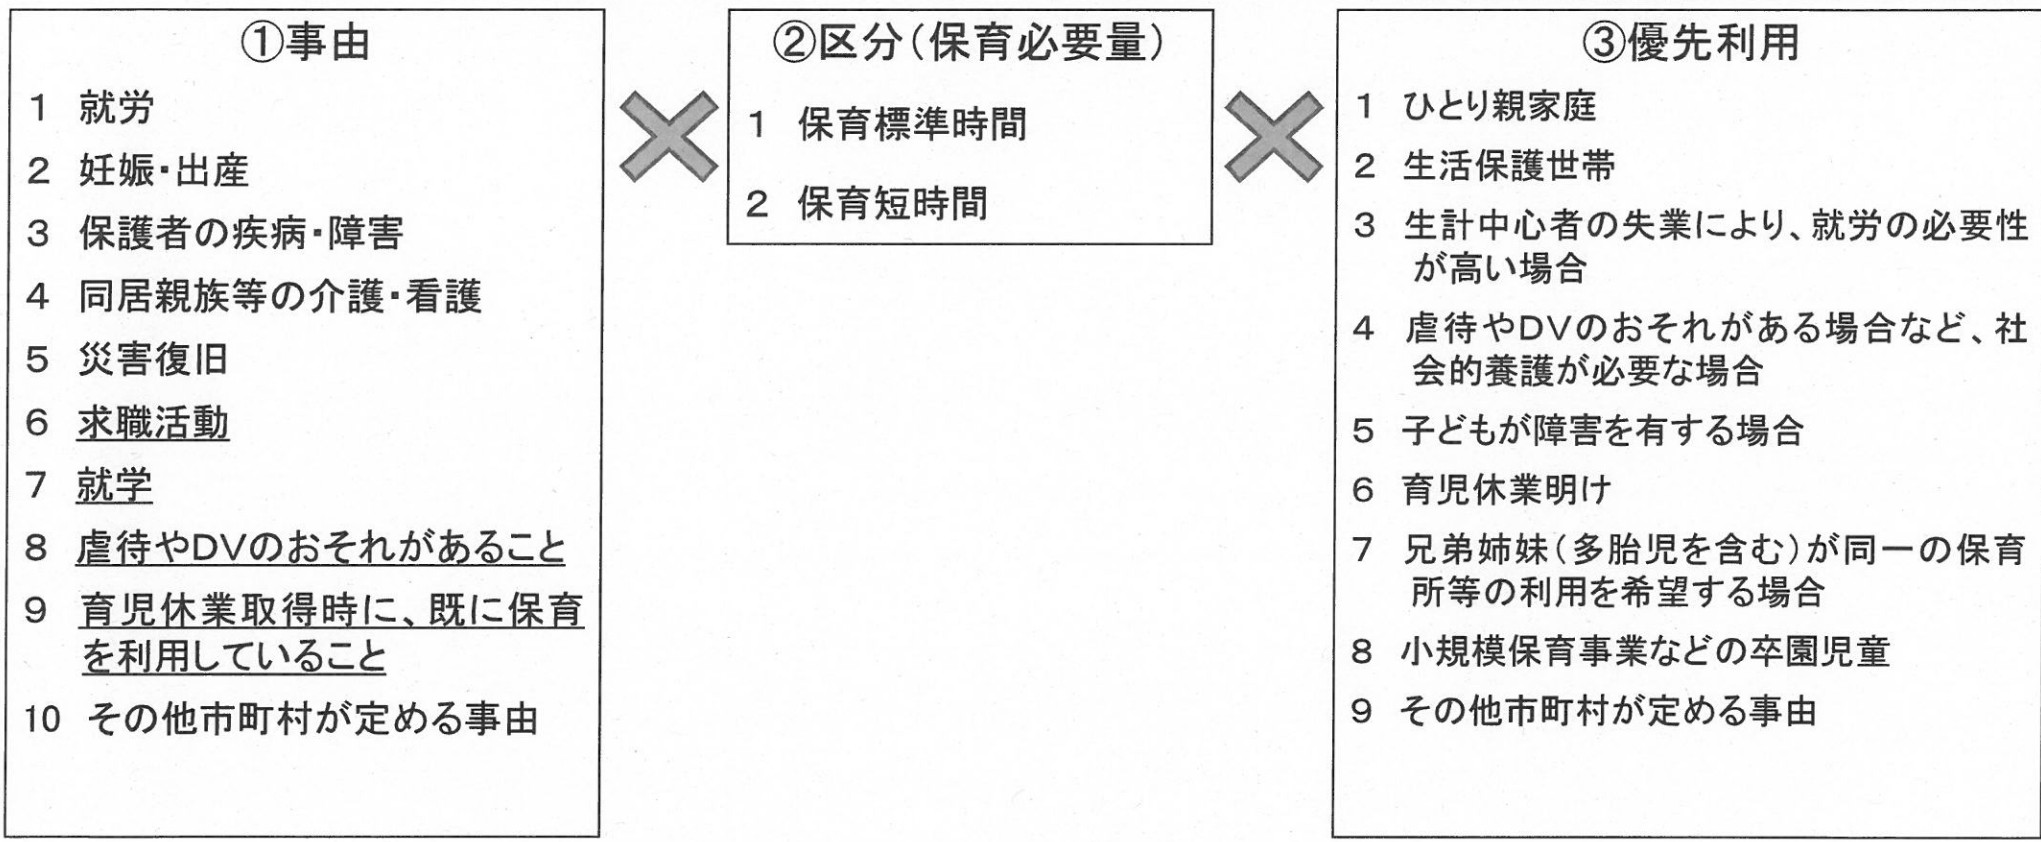 ①事由
1 就労
2 妊娠・出産
3 保護者の疾病・障害
4 同居親族等の介護・看護
5 災害復旧
6 求職活動
7 就学
8 虐待やDVのおそれがあること
9 育児休業取得時に、既に保育
を利用していること
10 その他市町村が定める事由
②区分(保育必要量)
1 保育標準時間
2 保育短時間
③優先利用
1 ひとり親家庭
2 生活保護世帯
3 生計中心者の失業により、就労の必要性
が高い場合
4 虐待やDVのおそれがある場合など、社
会的養護が必要な場合
5 子どもが障害を有する場合
6 育児休業明け
7 兄弟姉妹(多胎児を含む)が同一の保育
所等の利用を希望する場合
8 小規模保育事業などの卒園児童
9 その他市町村が定める事由